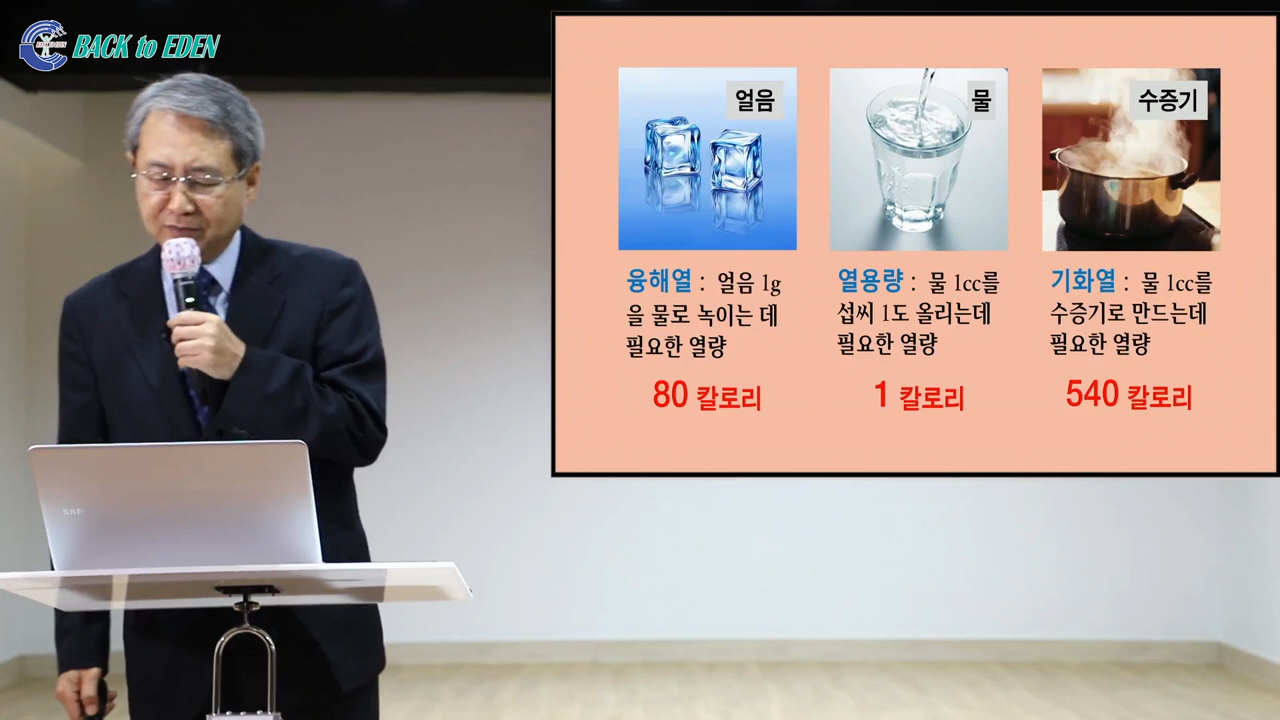 BACK to EDEN
얼음
물
수증기
융해열 : 얼음 1g
을 물로 녹이는 데
필요한 열량
80 칼로리
열용량 : 물 1cc를
섭씨 1도 올리는데
필요한 열량
1 칼로리
기화열 : 물 1cc를
수증기로 만드는데
필요한 열량
540 칼로리